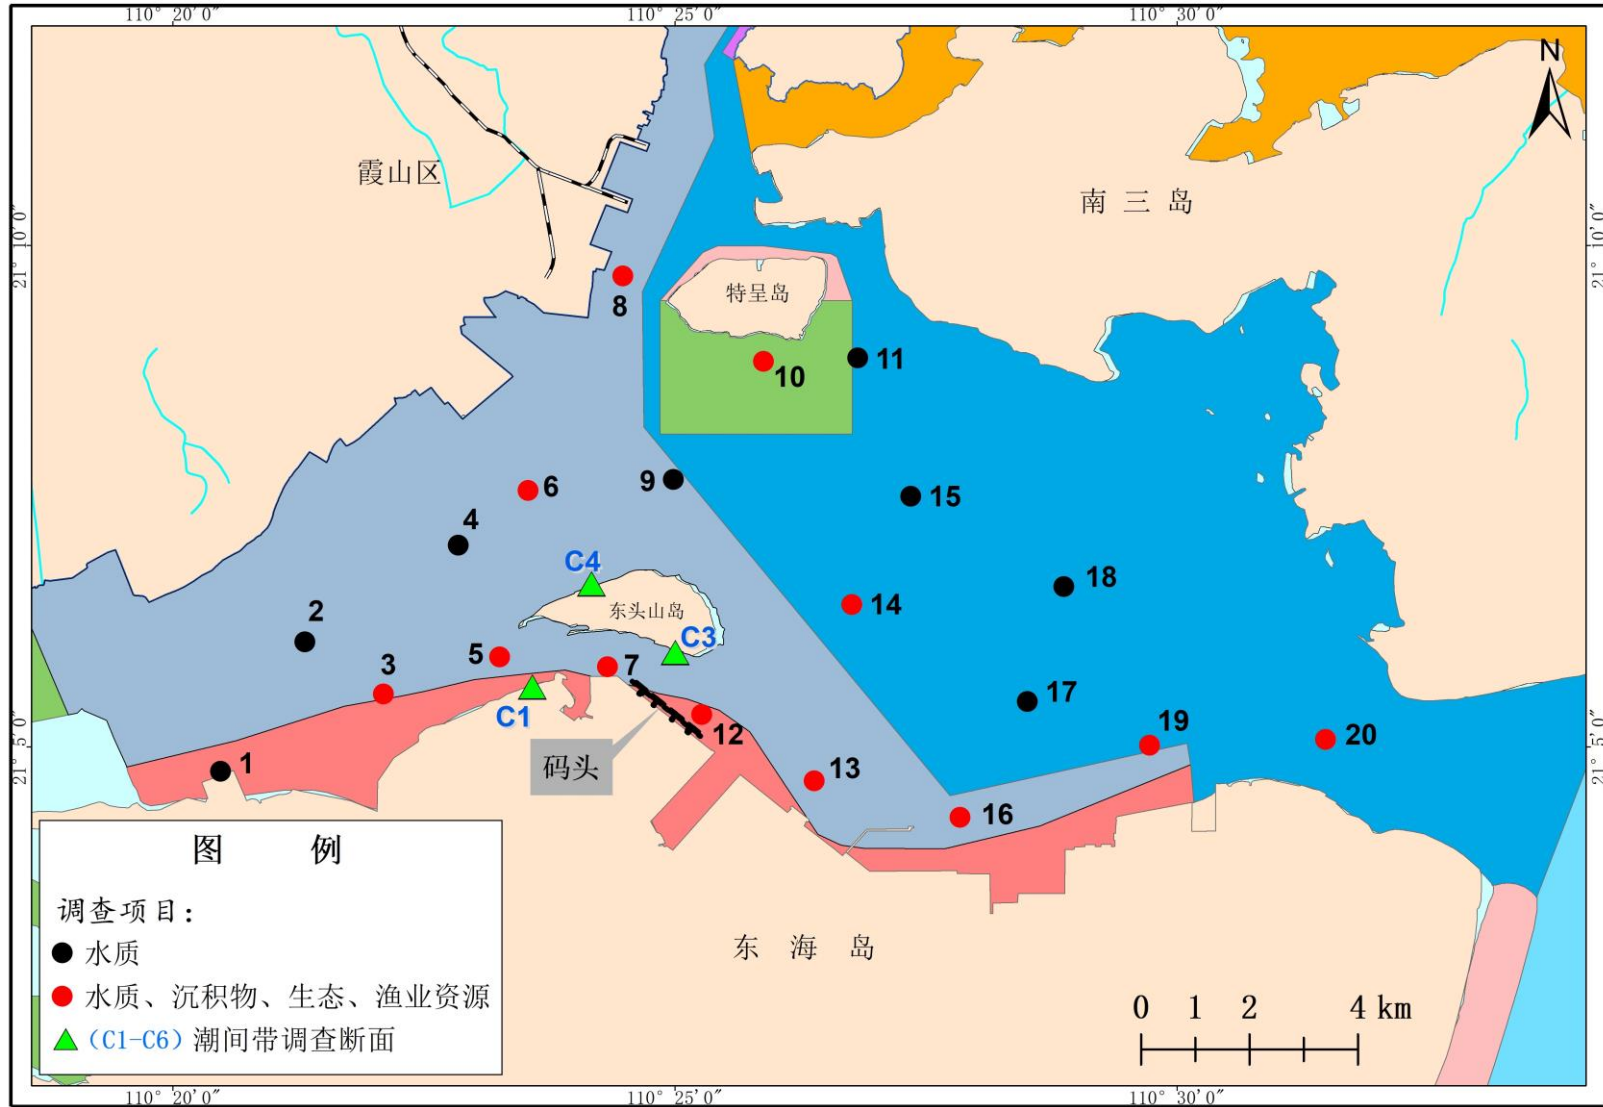 110° 20′0″
110° 25′0″
110° 30′0″
N
霞山区
南三岛
21° 10′0″
21° 10′0″
特呈岛
8
10
11
6
9
15
4
C4
18
2
东头山岛
14
C3
5
3
7
C1
17
12
19
20
21° 5′0″
21° 5′0″
1
码头
13
16
图 例
调查项目：
水质
水质、沉积物、生态、渔业资源
（C1-C6）潮间带调查断面
东海岛
0 1 2 4 km
110° 20′0″
110° 25′0″
110° 30′0″